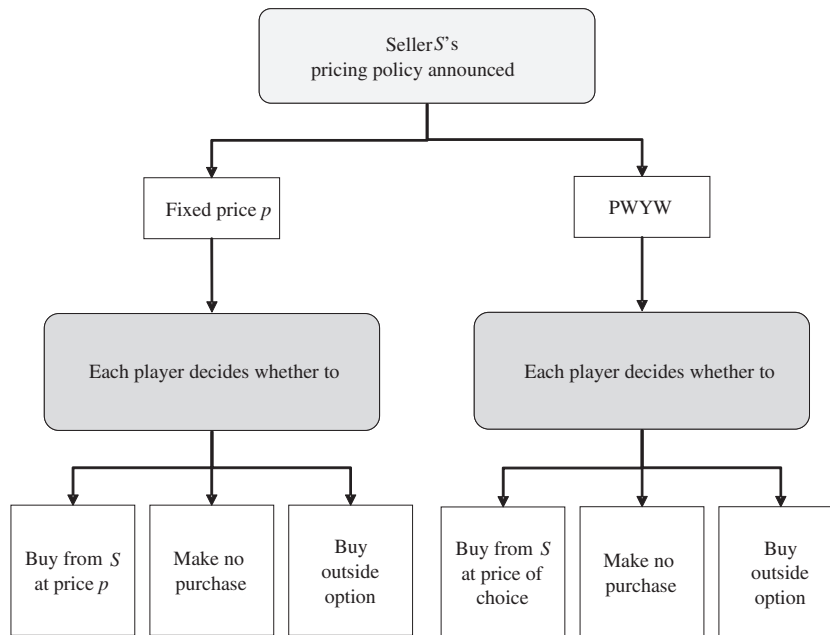 Seller S's
pricing policy announced
Fixed price p
PWYW
Each player decides whether to
Each player decides whether to
Buy from S
at price p
Make no
purchase
Buy
outside
option
Buy from S
at price of
choice
Make no
purchase
Buy
outside
option